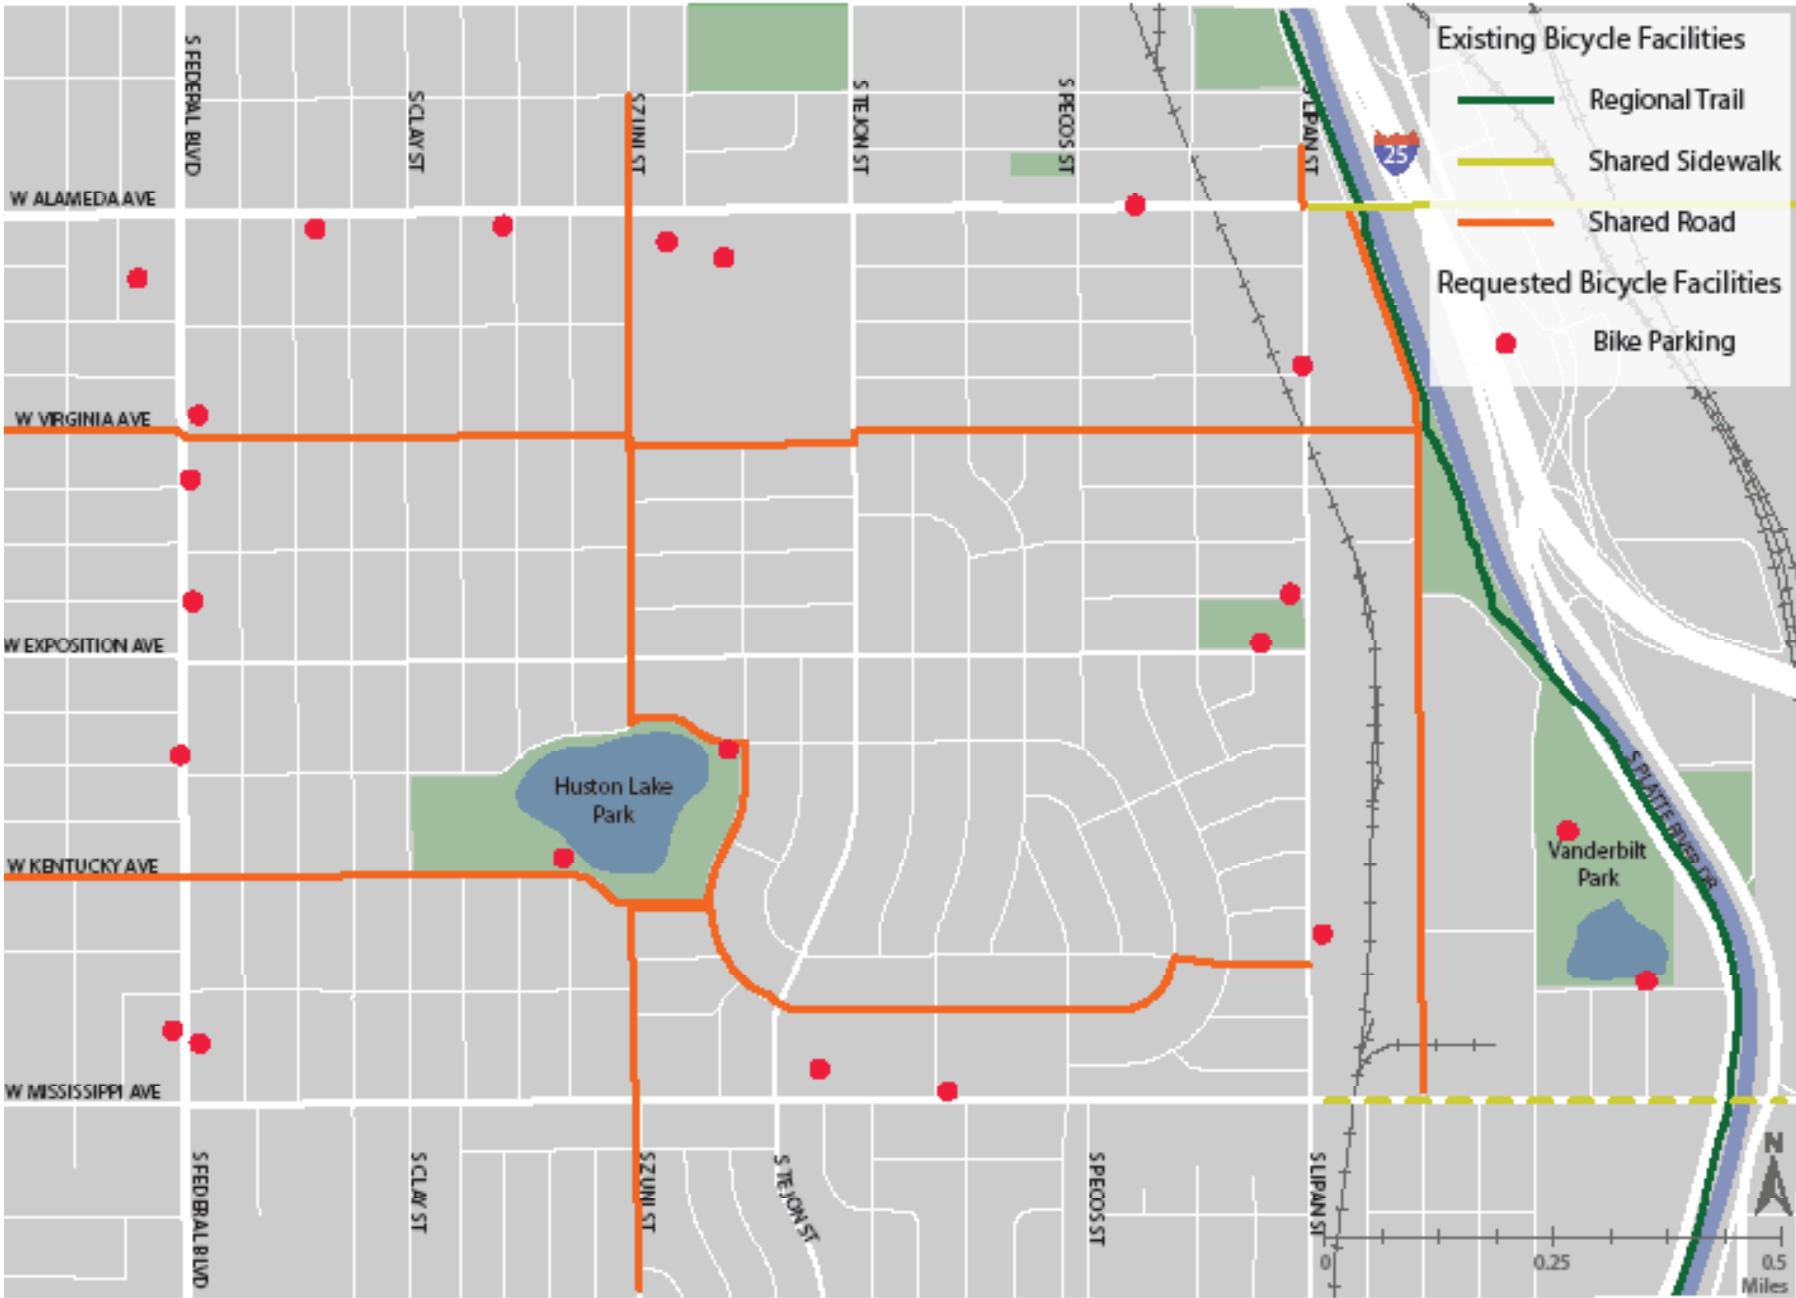 Existing Bicycle Facilities
Regional Trail
Shared Sidewalk
Shared Road
Requested Bicycle Facilities
Bike Parking
25
S FEDERAL BLVD
S CLAY ST
S ZUNI ST
S TEJON ST
S PECOS ST
S LIPAN ST
W ALAMEDA AVE
W VIRGINIA AVE
W EXPOSITION AVE
Huston Lake
Park
W KENTUCKY AVE
S PLATTE RIVER DR
Vanderbilt
Park
W MISSISSIPPI AVE
S FEDERAL BLVD
S CLAY ST
S ZUNI ST
S TEJON ST
S PECOS ST
S LIPAN ST
N
0 0.25 0.5
Miles